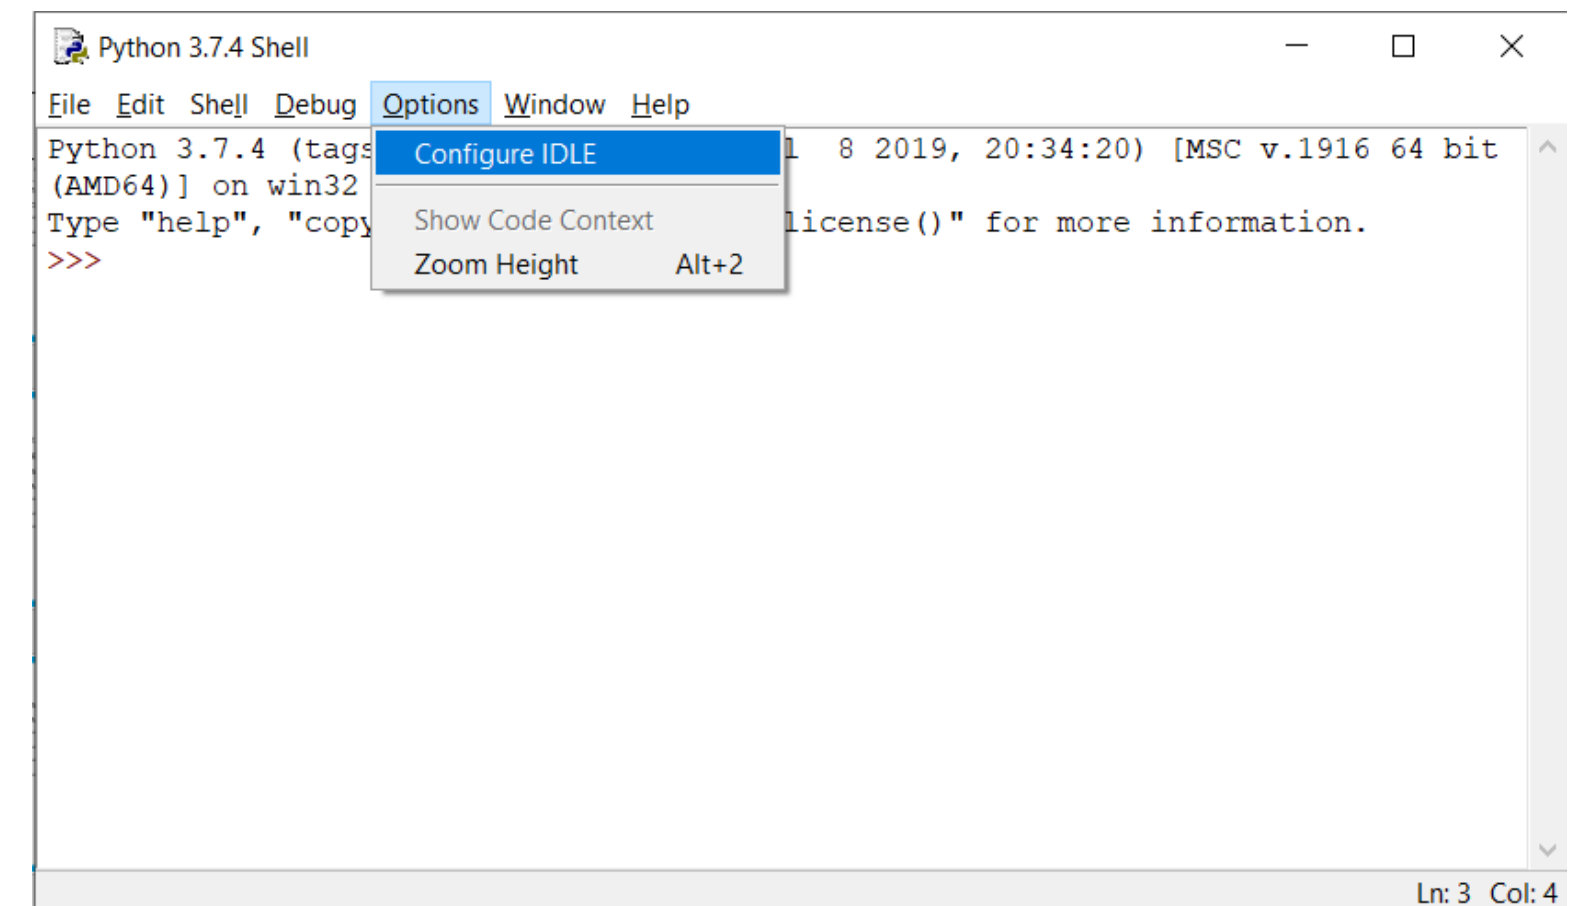 Python 3.7.4 Shell
File Edit Shell Debug Options Window Help
Python 3.7.4 (tags 8 2019, 20:34:20) [MSC v.1916 64 bit
(AMD64)] on win32
Type "help", "copy license()" for more information.
>>>
Configure IDLE
Show Code Context
Zoom Height Alt+2
Ln: 3 Col: 4